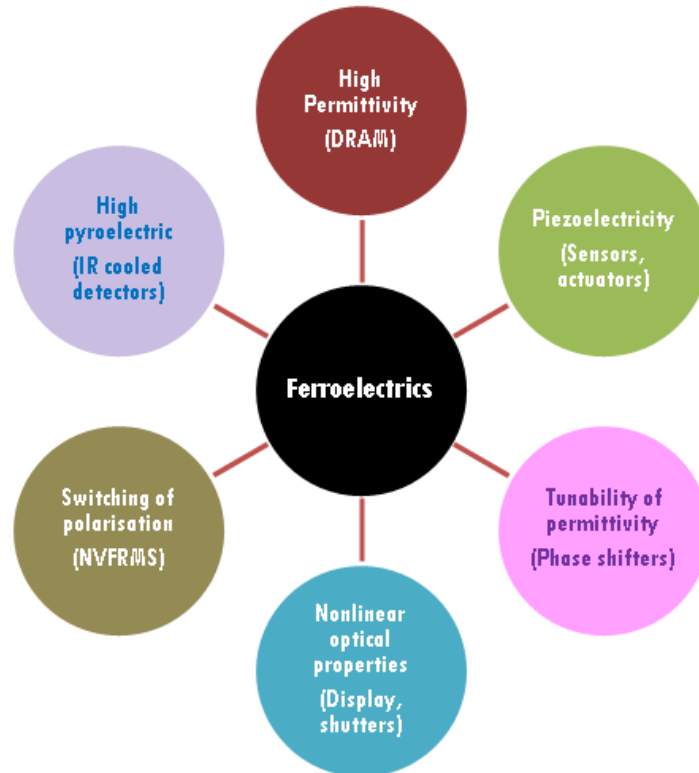 High
Permittivity
(DRAM)
Piezoelectricity
(Sensors,
actuators)
Tunability of
permittivity
(Phase shifters)
Nonlinear
optical
properties
(Display,
shutters)
Switching of
polarisation
(NVFRMS)
High
pyroelectric
(IR cooled
detectors)
Ferroelectrics